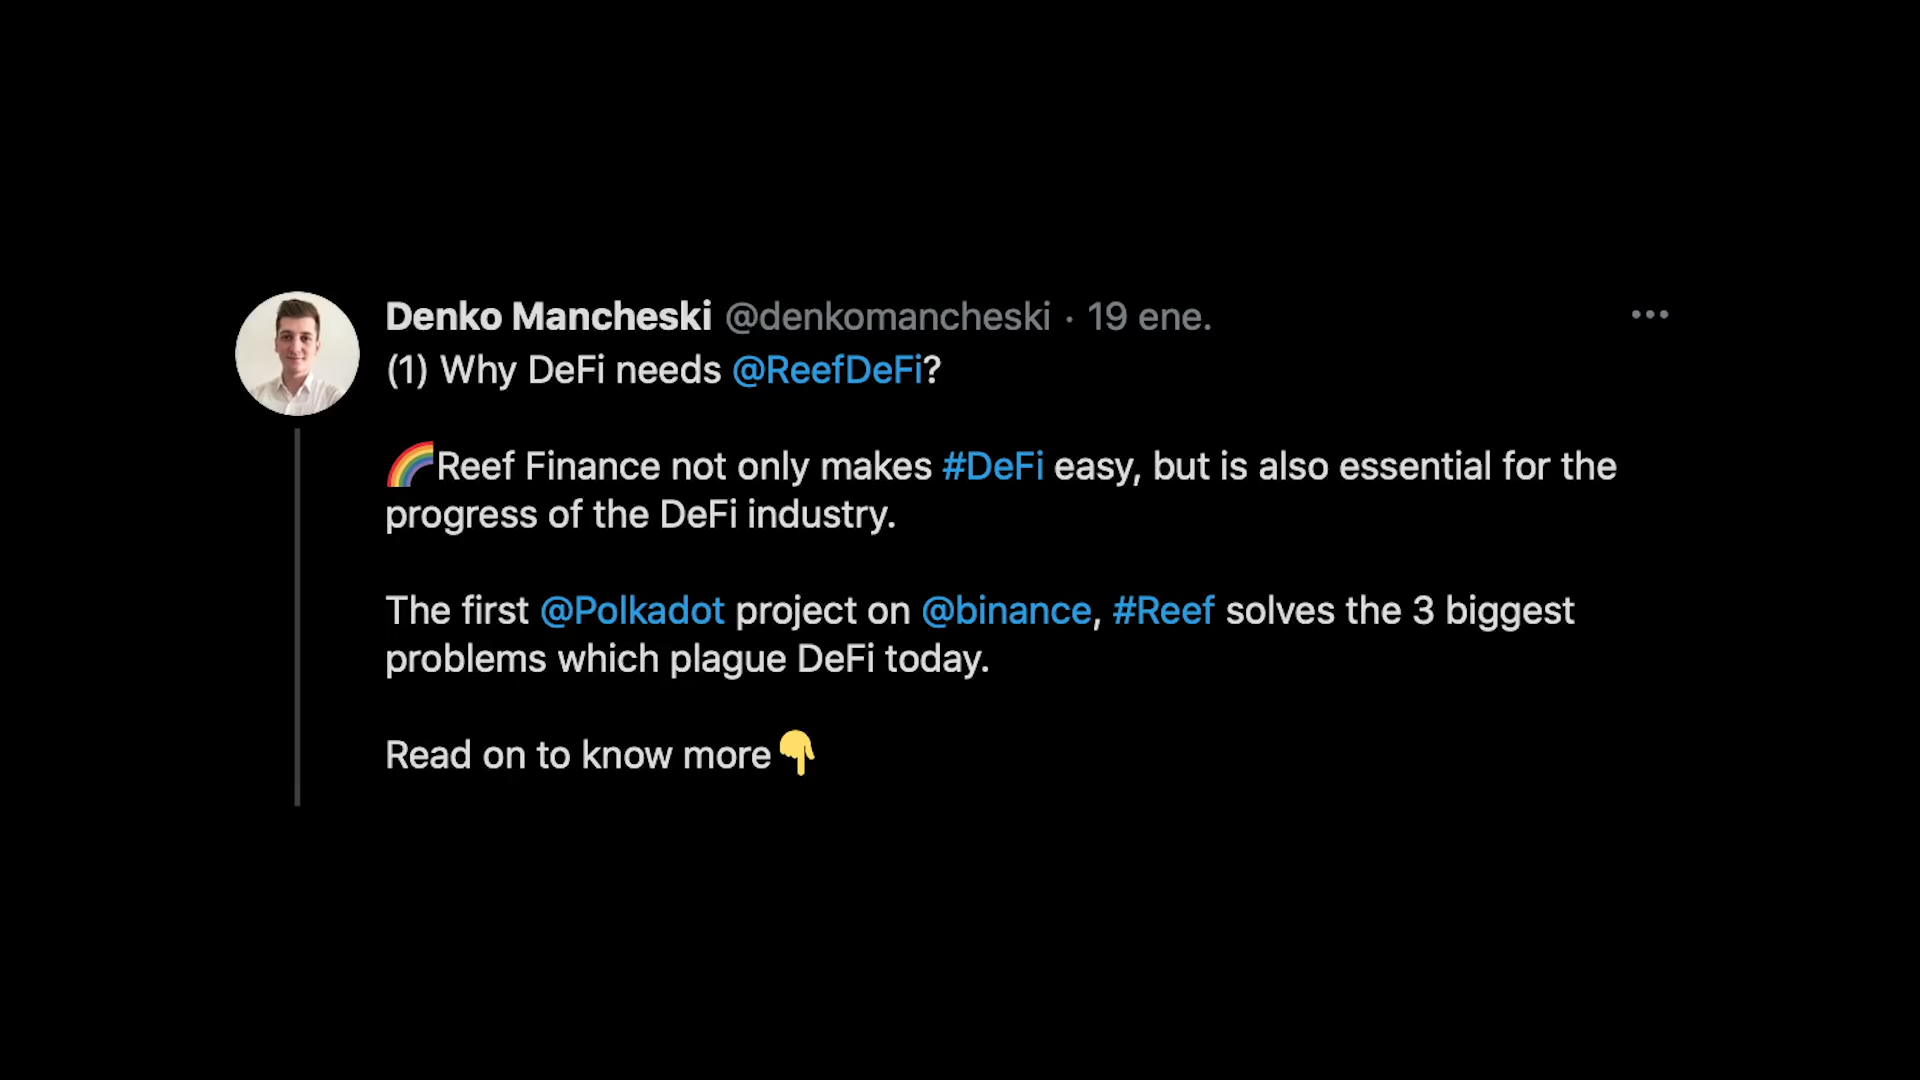 Denko Mancheski @denkomancheski · 19 ene.
(1) Why DeFi needs @ReefDeFi?
🌈Reef Finance not only makes #DeFi easy, but is also essential for the
progress of the DeFi industry.
The first @Polkadot project on @binance, #Reef solves the 3 biggest
problems which plague DeFi today.
Read on to know more👇